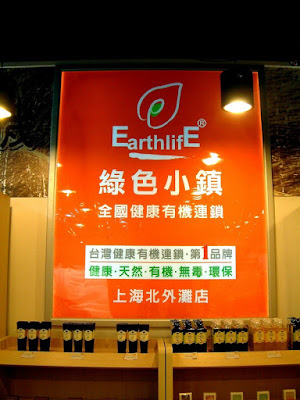 ®
EarthlifE
綠色小鎮
全國健康有機連鎖
台灣健康有機連鎖·第1品牌
健康·天然·有機·無毒·環保
上海北外灘店